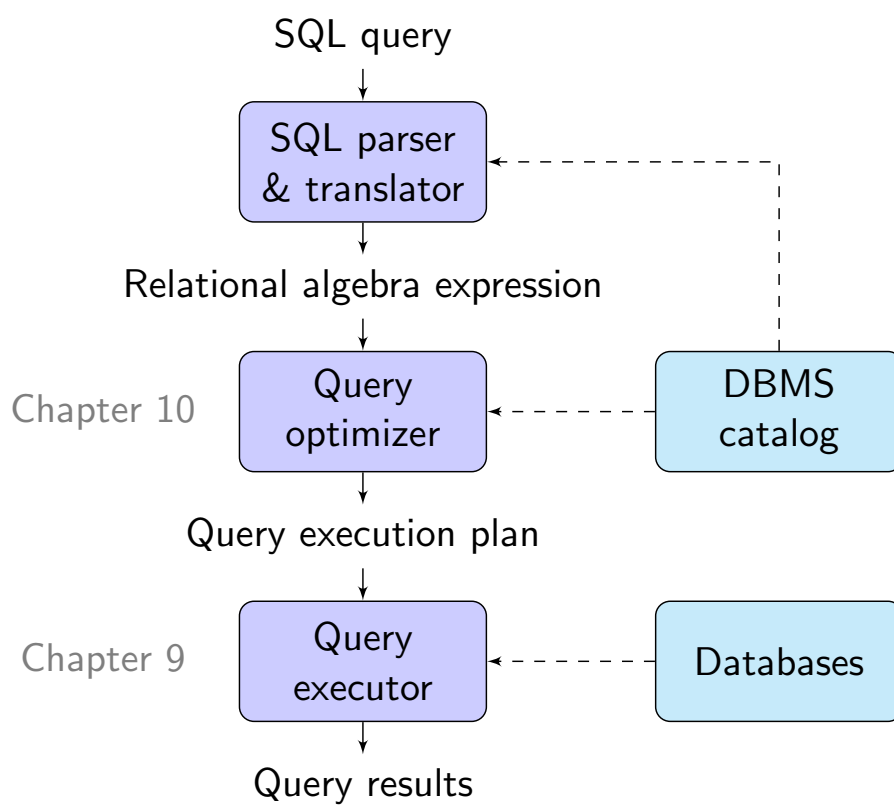 SQL query
SQL parser
& translator
Relational algebra expression
Chapter 10
Query
optimizer
DBMS
catalog
Query execution plan
Chapter 9
Query
executor
Databases
Query results